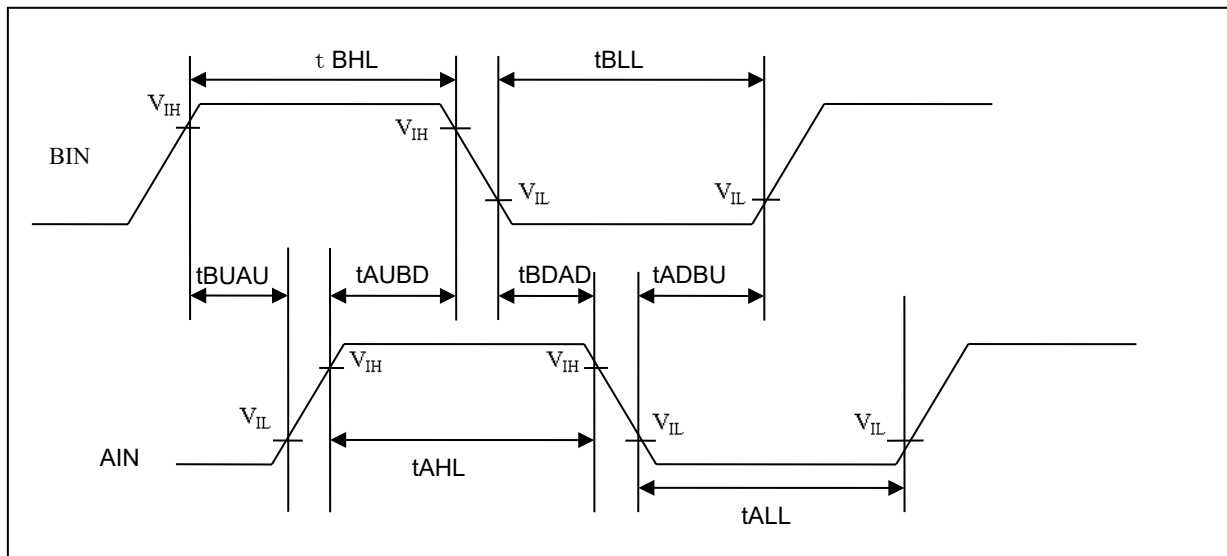 t BHL
tBLL
VIH
VIH
BIN
VIL
VIL
tBUAU
tAUBD
tBDAD
tADBU
VIH
VIH
VIL
VIL
VIL
AIN
tAHL
tALL